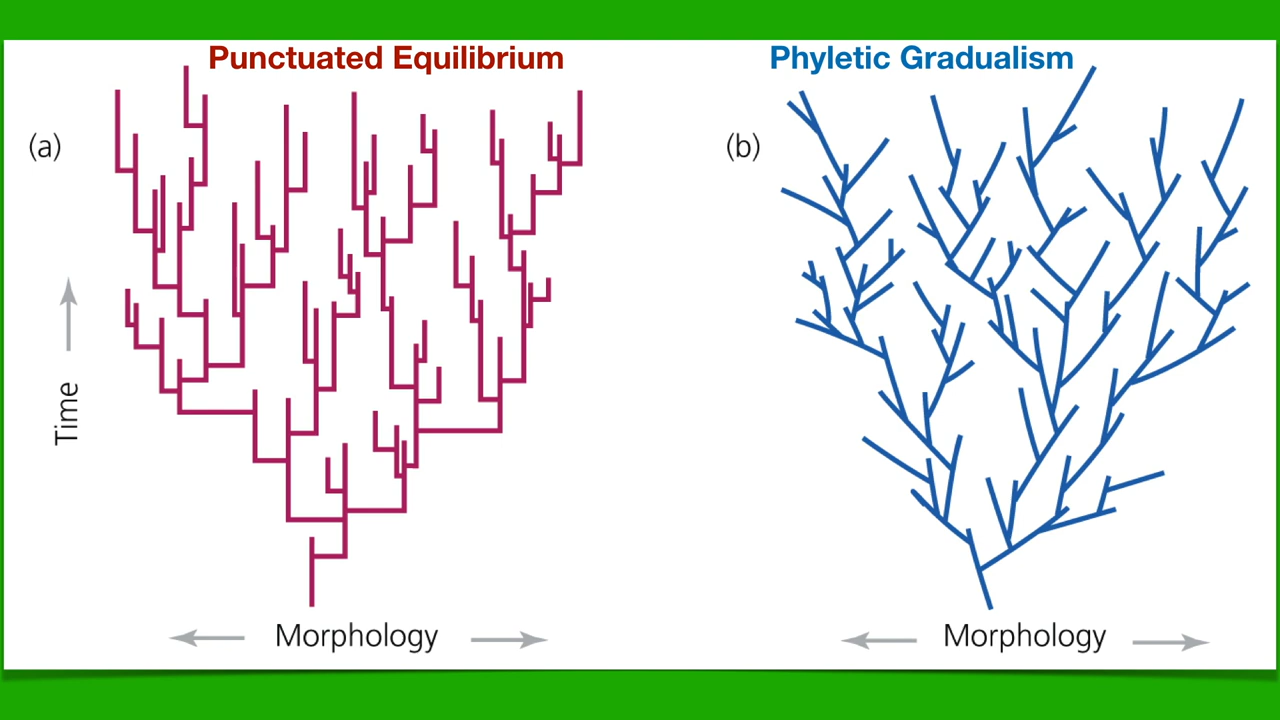 Punctuated Equilibrium
Phyletic Gradualism
(a)
(b)
Time
Morphology
Morphology